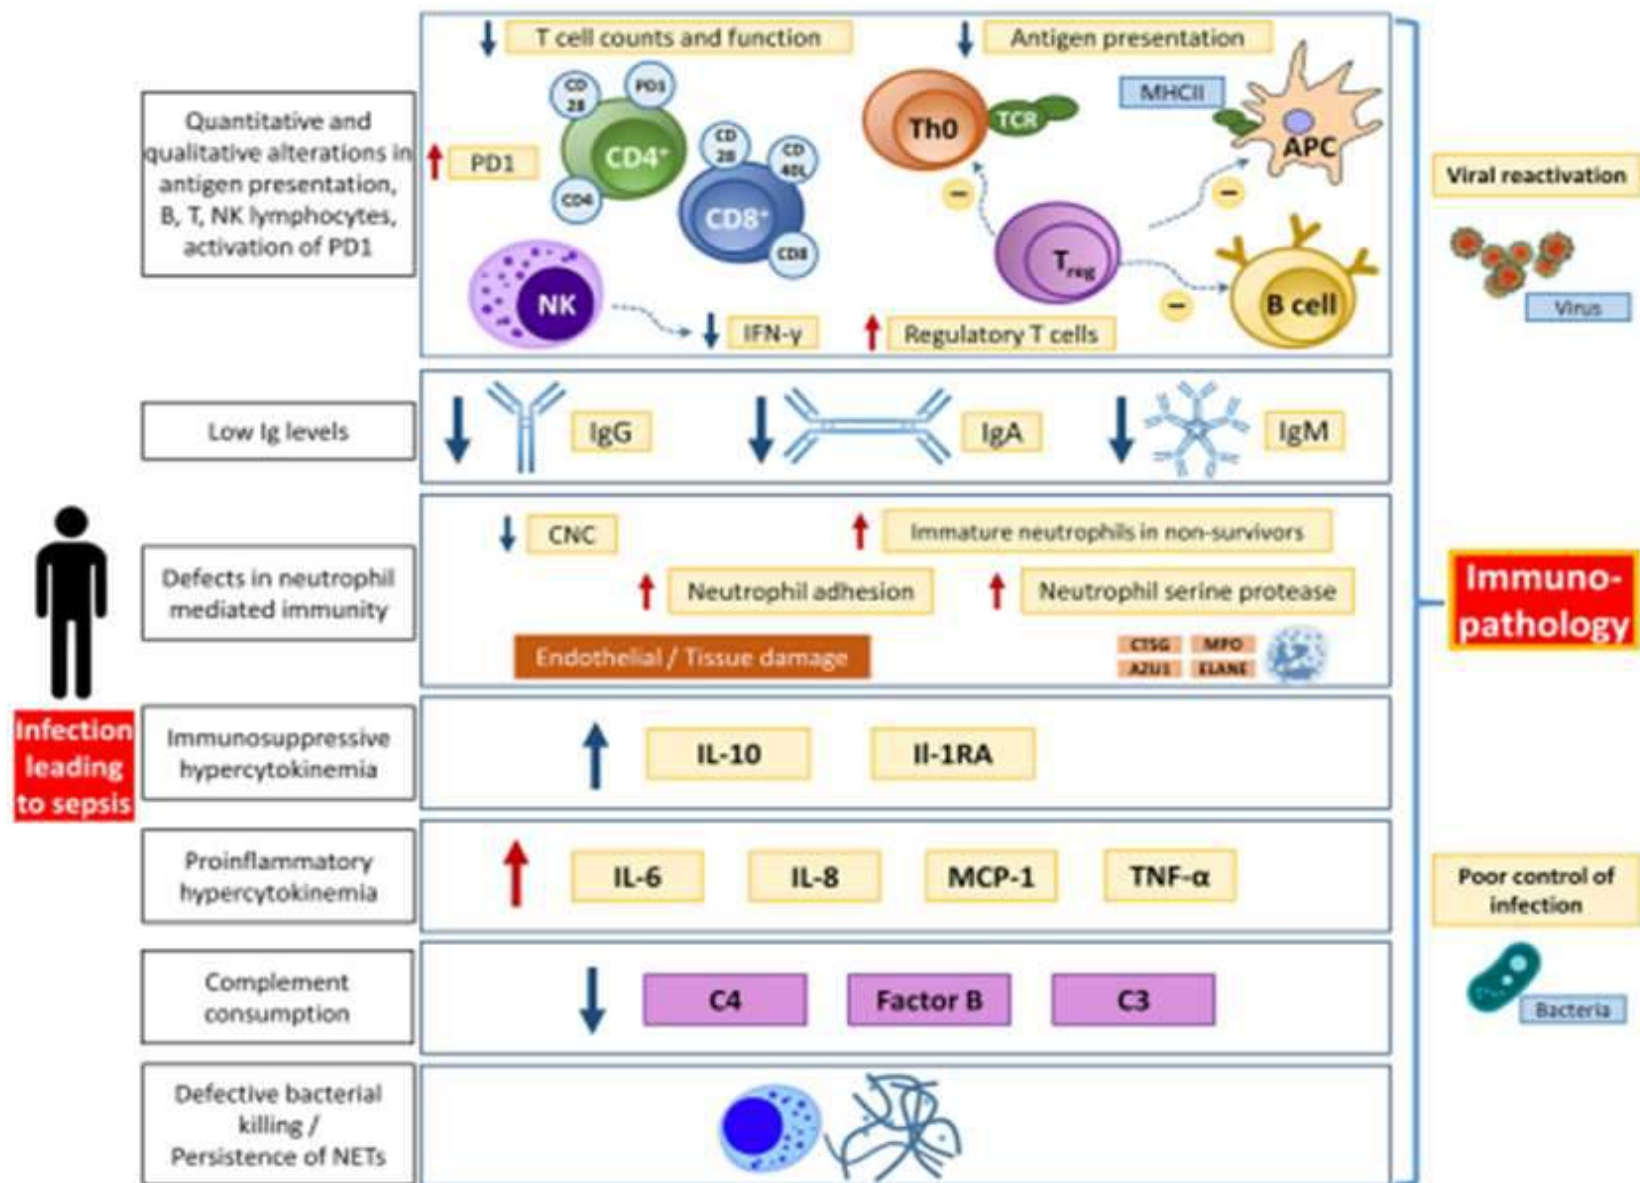 T cell counts and function
Antigen presentation
Quantitative and
qualitative alterations in
antigen presentation,
B, T, NK lymphocytes,
activation of PD1
PD1
CD
28
PD1
CD4⁺
CD4
CD
28
CD
40L
CD8⁺
CD8
NK
IFN-γ
Th0
TCR
MHCII
APC
Treg
B cell
Regulatory T cells
Viral reactivation
Virus
Low Ig levels
IgG
IgA
IgM
Defects in neutrophil
mediated immunity
CNC
Immature neutrophils in non-survivors
Neutrophil adhesion
Neutrophil serine protease
Endothelial / Tissue damage
CTSG
MPO
AZU1
ELANE
Immuno-
pathology
Infection
leading
to sepsis
Immunosuppressive
hypercytokinemia
IL-10
Il-1RA
Proinflammatory
hypercytokinemia
IL-6
IL-8
MCP-1
TNF-α
Poor control of
infection
Bacteria
Complement
consumption
C4
Factor B
C3
Defective bacterial
killing /
Persistence of NETs